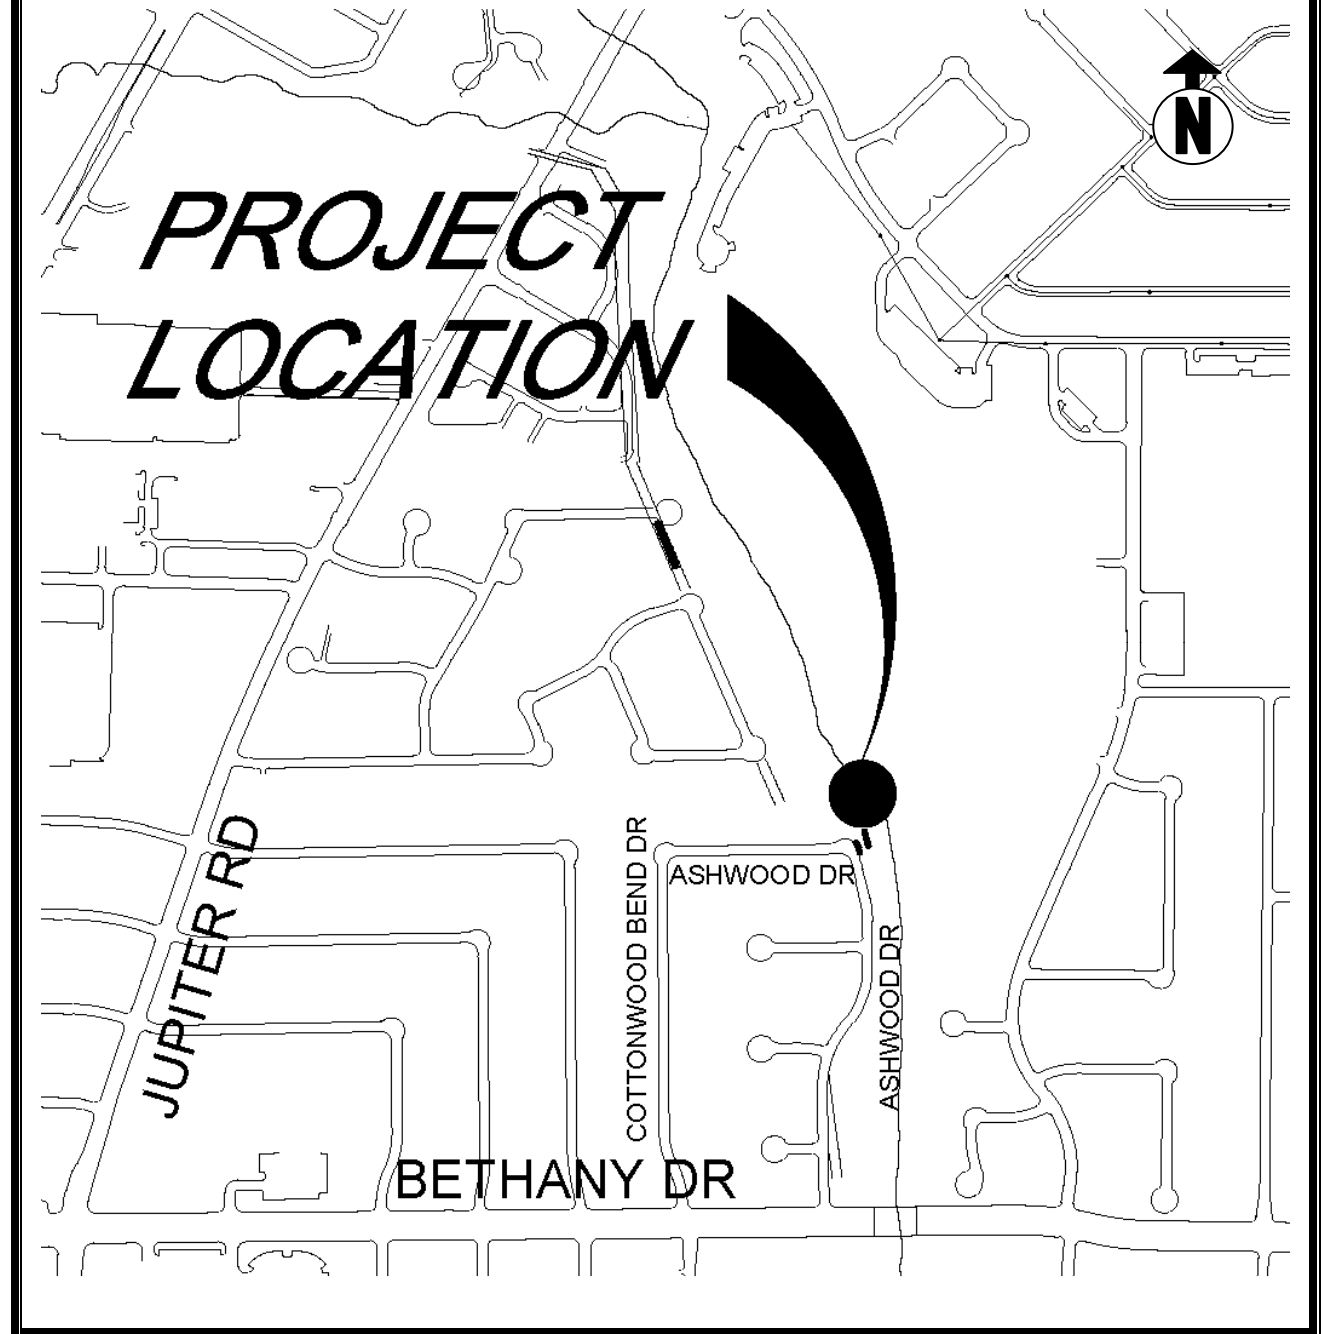 N
PROJECT
LOCATION
JUPITER RD
COTTONWOOD BEND DR
ASHWOOD DR
ASHWOOD DR
BETHANY DR